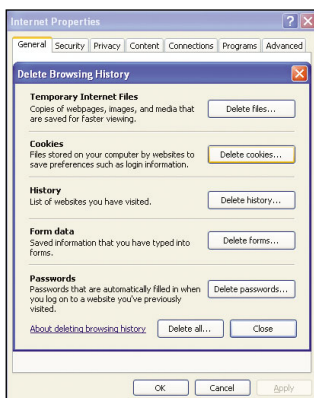 Internet Properties
General Security Privacy Content Connections Programs Advanced
Delete Browsing History
Temporary Internet Files
Copies of webpages, images, and media that
are saved for faster viewing.
Delete files...
Cookies
Files stored on your computer by websites to
save preferences such as login information.
Delete cookies...
History
List of websites you have visited.
Delete history...
Form data
Saved information that you have typed into
forms.
Delete forms...
Passwords
Passwords that are automatically filled in when
you log on to a website you've previously
visited.
Delete passwords...
About deleting browsing history Delete all... Close
OK Cancel Apply